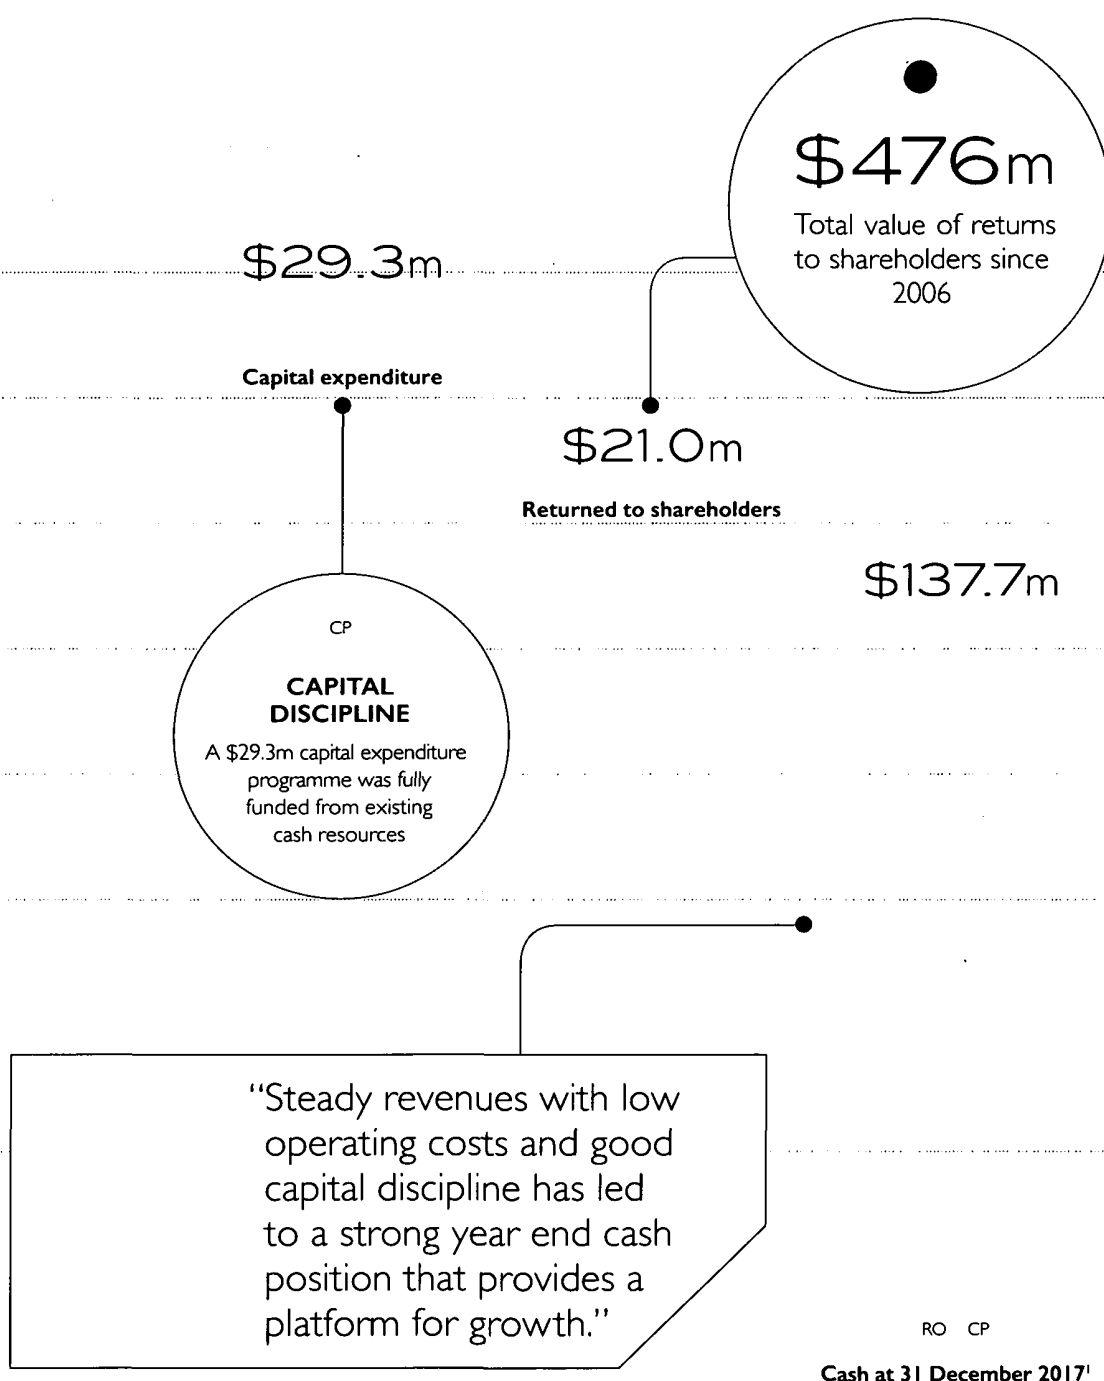 $476m
Total value of returns
to shareholders since
2006
$29.3m
Capital expenditure
$21.0m
Returned to shareholders
$137.7m
CP
CAPITAL
DISCIPLINE
A $29.3m capital expenditure
programme was fully
funded from existing
cash resources
“Steady revenues with low
operating costs and good
capital discipline has led
to a strong year end cash
position that provides a
platform for growth.”
RO CP
Cash at 31 December 2017¹